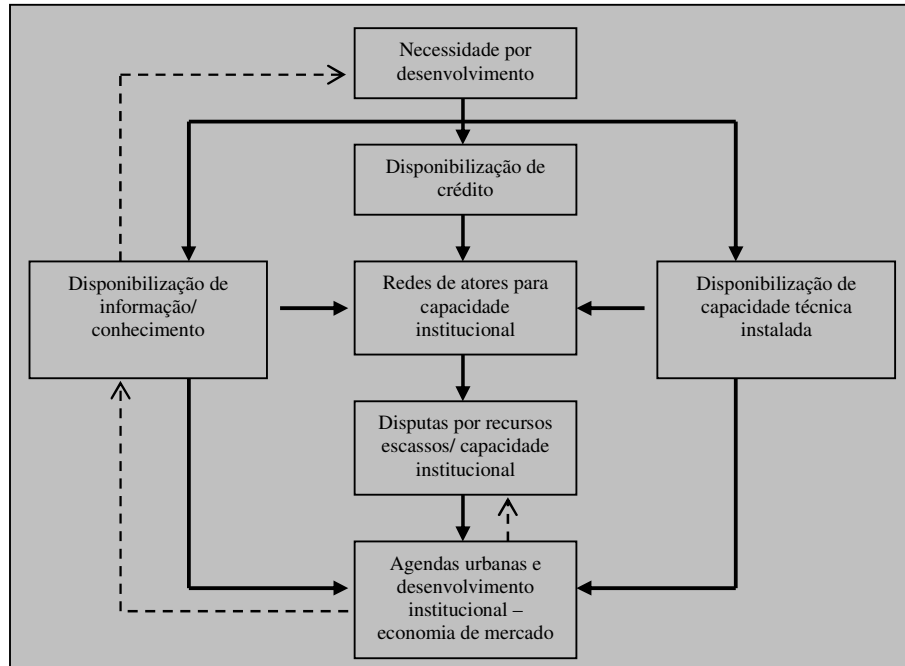 Necessidade por
desenvolvimento
Disponibilização de
crédito
Disponibilização de
informação/
conhecimento
Redes de atores para
capacidade
institucional
Disponibilização de
capacidade técnica
instalada
Disputas por recursos
escassos/ capacidade
institucional
Agendas urbanas e
desenvolvimento
institucional –
economia de mercado